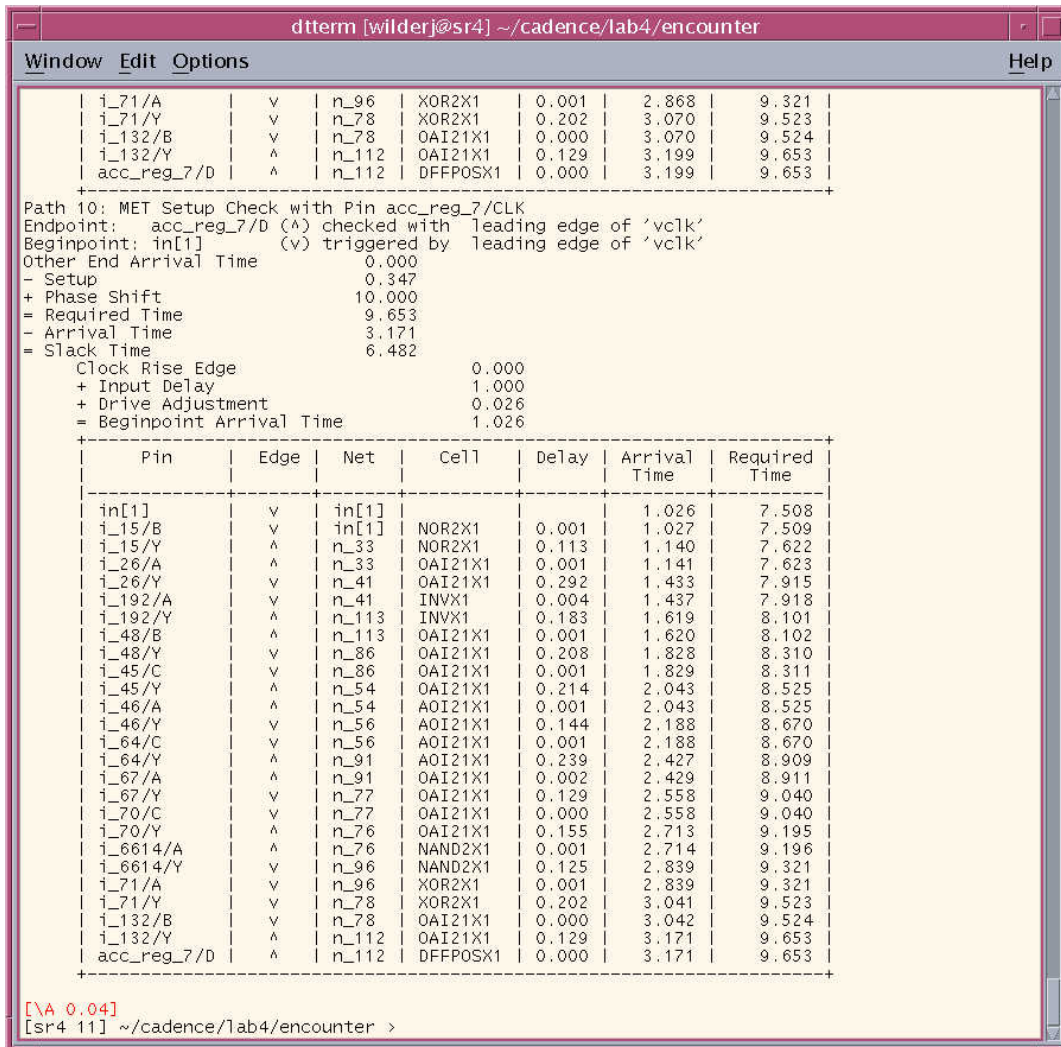 dtterm [wilderj@sr4] ~/cadence/lab4/encounter
Window Edit Options Help
| i_71/A | v | n_96 | XOR2X1 | 0.001 | 2.868 | 9.321 |
| i_71/Y | v | n_78 | XOR2X1 | 0.202 | 3.070 | 9.523 |
| i_132/B | v | n_78 | OAI21X1 | 0.000 | 3.070 | 9.524 |
| i_132/Y | ^ | n_112 | OAI21X1 | 0.129 | 3.199 | 9.653 |
| acc_reg_7/D | ^ | n_112 | DFFPOSX1 | 0.000 | 3.199 | 9.653 |
+------------------------------------------------------------------------+
Path 10: MET Setup Check with Pin acc_reg_7/CLK
Endpoint: acc_reg_7/D (^) checked with leading edge of 'vclk'
Beginpoint: in[1] (v) triggered by leading edge of 'vclk'
Other End Arrival Time 0.000
- Setup 0.347
+ Phase Shift 10.000
= Required Time 9.653
- Arrival Time 3.171
= Slack Time 6.482
Clock Rise Edge 0.000
+ Input Delay 1.000
+ Drive Adjustment 0.026
= Beginpoint Arrival Time 1.026
+------------------------------------------------------------------------+
| Pin | Edge | Net | Cell | Delay | Arrival | Required |
| | | | | | Time | Time |
|-------------+-------+-------+----------+-------+---------+----------|
| in[1] | v | in[1] | | | 1.026 | 7.508 |
| i_15/B | v | in[1] | NOR2X1 | 0.001 | 1.027 | 7.509 |
| i_15/Y | ^ | n_33 | NOR2X1 | 0.113 | 1.140 | 7.622 |
| i_26/A | ^ | n_33 | OAI21X1 | 0.001 | 1.141 | 7.623 |
| i_26/Y | v | n_41 | OAI21X1 | 0.292 | 1.433 | 7.915 |
| i_192/A | v | n_41 | INVX1 | 0.004 | 1.437 | 7.918 |
| i_192/Y | ^ | n_113 | INVX1 | 0.183 | 1.619 | 8.101 |
| i_48/B | ^ | n_113 | OAI21X1 | 0.001 | 1.620 | 8.102 |
| i_48/Y | v | n_86 | OAI21X1 | 0.208 | 1.828 | 8.310 |
| i_45/C | v | n_86 | OAI21X1 | 0.001 | 1.829 | 8.311 |
| i_45/Y | ^ | n_54 | OAI21X1 | 0.214 | 2.043 | 8.525 |
| i_46/A | ^ | n_54 | AOI21X1 | 0.001 | 2.043 | 8.525 |
| i_46/Y | v | n_56 | AOI21X1 | 0.144 | 2.188 | 8.670 |
| i_64/C | v | n_56 | AOI21X1 | 0.001 | 2.188 | 8.670 |
| i_64/Y | ^ | n_91 | AOI21X1 | 0.239 | 2.427 | 8.909 |
| i_67/A | ^ | n_91 | OAI21X1 | 0.002 | 2.429 | 8.911 |
| i_67/Y | v | n_77 | OAI21X1 | 0.129 | 2.558 | 9.040 |
| i_70/C | v | n_77 | OAI21X1 | 0.000 | 2.558 | 9.040 |
| i_70/Y | ^ | n_76 | OAI21X1 | 0.155 | 2.713 | 9.195 |
| i_6614/A | ^ | n_76 | NAND2X1 | 0.001 | 2.714 | 9.196 |
| i_6614/Y | v | n_96 | NAND2X1 | 0.125 | 2.839 | 9.321 |
| i_71/A | v | n_96 | XOR2X1 | 0.001 | 2.839 | 9.321 |
| i_71/Y | v | n_78 | XOR2X1 | 0.202 | 3.041 | 9.523 |
| i_132/B | v | n_78 | OAI21X1 | 0.000 | 3.042 | 9.524 |
| i_132/Y | ^ | n_112 | OAI21X1 | 0.129 | 3.171 | 9.653 |
| acc_reg_7/D | ^ | n_112 | DFFPOSX1 | 0.000 | 3.171 | 9.653 |
+------------------------------------------------------------------------+
[\A 0.04]
[sr4 11] ~/cadence/lab4/encounter >